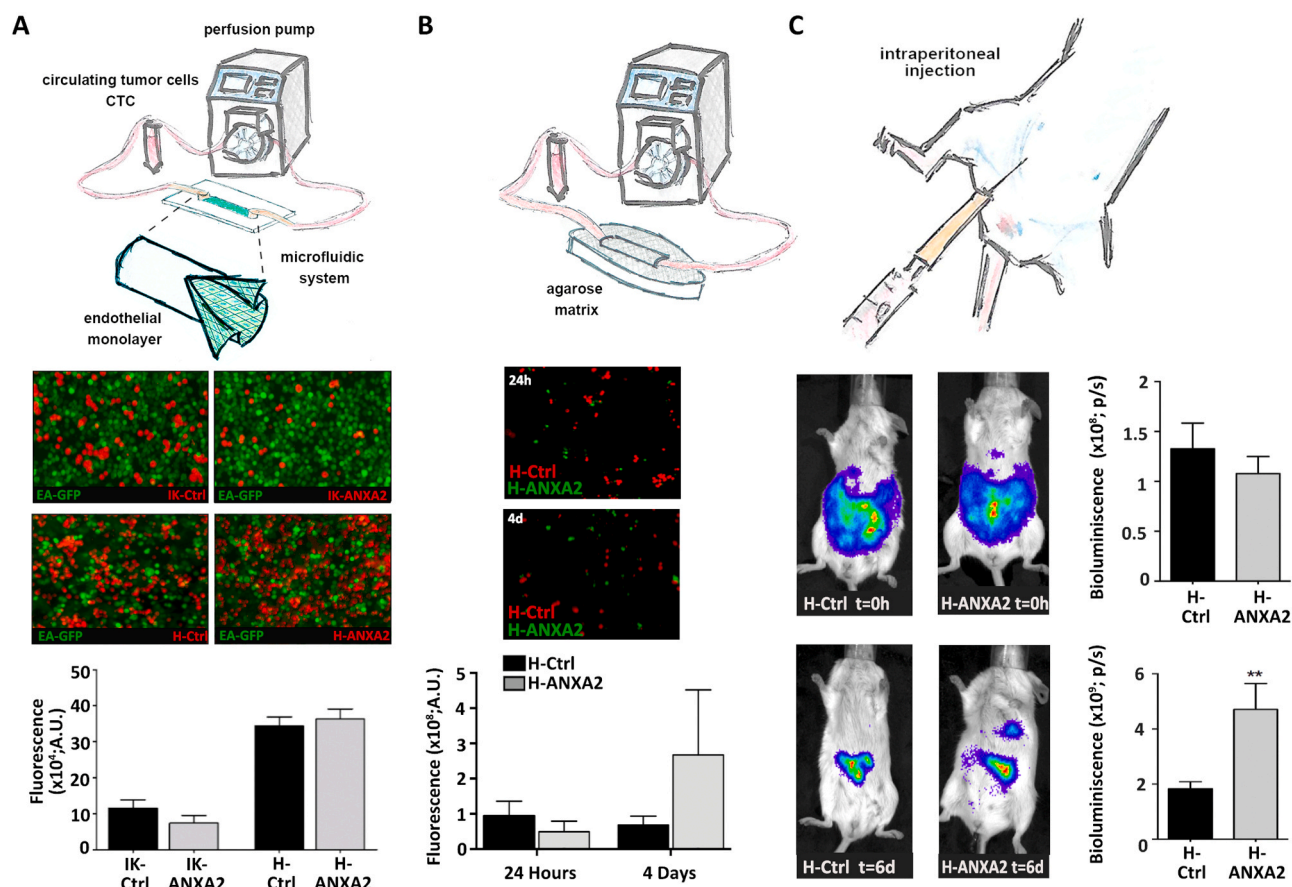 A
perfusion pump
circulating tumor cells
CTC
microfluidic
system
endothelial
monolayer
EA-GFP IK-Ctrl
EA-GFP IK-ANXA2
EA-GFP H-Ctrl
EA-GFP H-ANXA2
Fluorescence
(x10⁴;A.U.)
50
40
30
20
10
0
IK-
Ctrl
IK-
ANXA2
H-
Ctrl
H-
ANXA2
B
agarose
matrix
24h
H-Ctrl
H-ANXA2
4d
H-Ctrl
H-ANXA2
H-Ctrl
H-ANXA2
Fluorescence (x10⁸;A.U.)
5
4
3
2
1
0
24 Hours
4 Days
C
intraperitoneal
injection
H-Ctrl t=0h
H-ANXA2 t=0h
Bioluminiscence (x10⁸; p/s)
2
1.5
1
0.5
0
H-
Ctrl
H-
ANXA2
H-Ctrl t=6d
H-ANXA2 t=6d
Bioluminiscence (x10⁹; p/s)
6
4
2
0
**
H-
Ctrl
H-
ANXA2